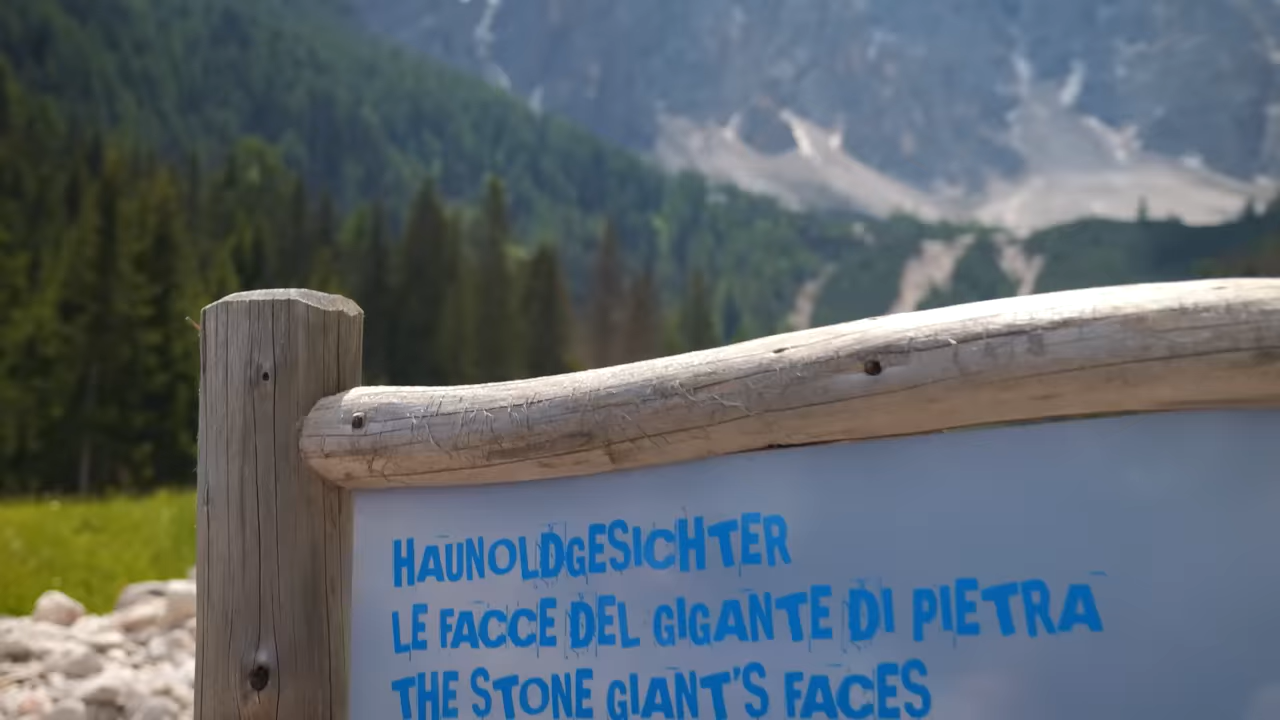 HAUNOLDGESICHTER
LE FACCE DEL GIGANTE DI PIETRA
THE STONE GIANT'S FACES